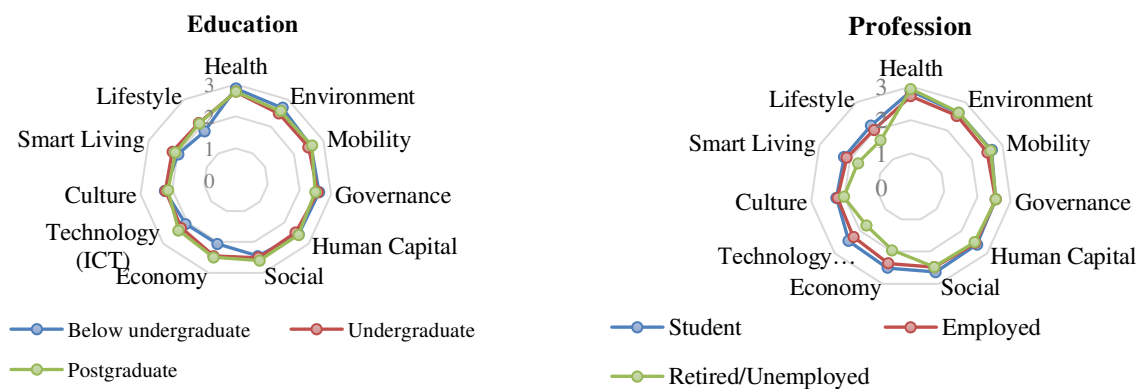 Education
Health
Environment
Mobility
Governance
Human Capital
Social
Economy
Technology
(ICT)
Culture
Smart Living
Lifestyle
3
2
1
0
Below undergraduate
Undergraduate
Postgraduate
Profession
Health
Environment
Mobility
Governance
Human Capital
Social
Economy
Technology…
Culture
Smart Living
Lifestyle
3
2
1
0
Student
Employed
Retired/Unemployed